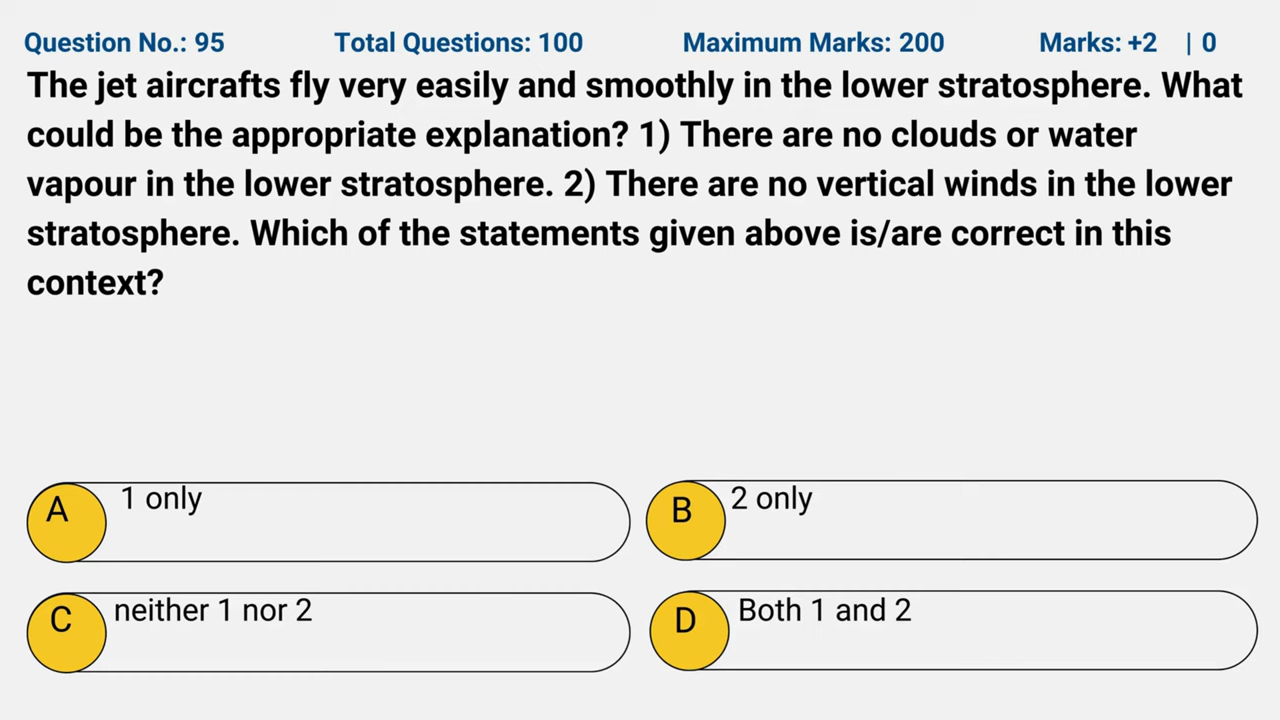 Question No.: 95 Total Questions: 100 Maximum Marks: 200 Marks: +2 | 0
The jet aircrafts fly very easily and smoothly in the lower stratosphere. What
could be the appropriate explanation? 1) There are no clouds or water
vapour in the lower stratosphere. 2) There are no vertical winds in the lower
stratosphere. Which of the statements given above is/are correct in this
context?
A 1 only
B 2 only
C neither 1 nor 2
D Both 1 and 2